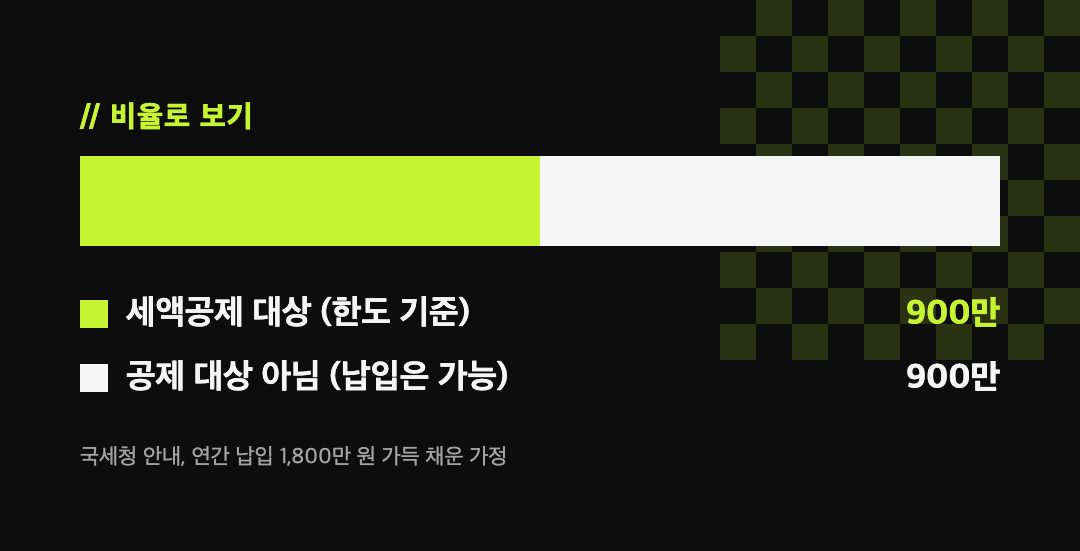 // 비율로 보기
세액공제 대상 (한도 기준) 900만
공제 대상 아님 (납입은 가능) 900만
국세청 안내, 연간 납입 1,800만 원 가득 채운 가정